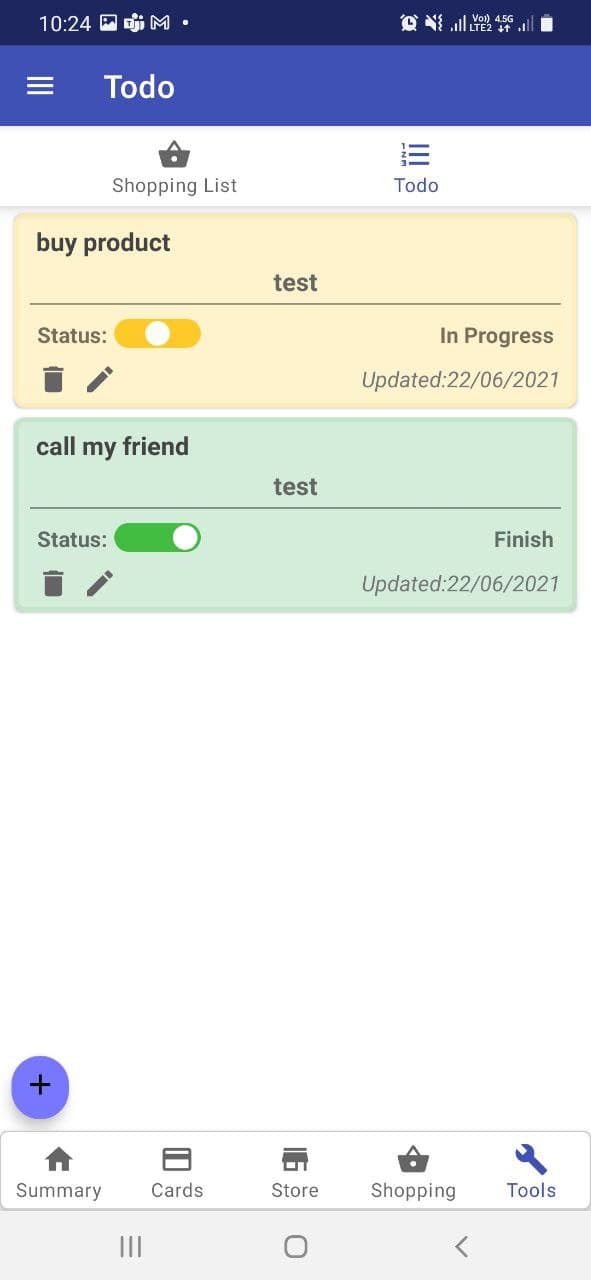 10:24 Vo) 4.5G
LTE2
Todo
Shopping List Todo
buy product
test
Status: In Progress
Updated:22/06/2021
call my friend
test
Status: Finish
Updated:22/06/2021
+
Summary Cards Store Shopping Tools